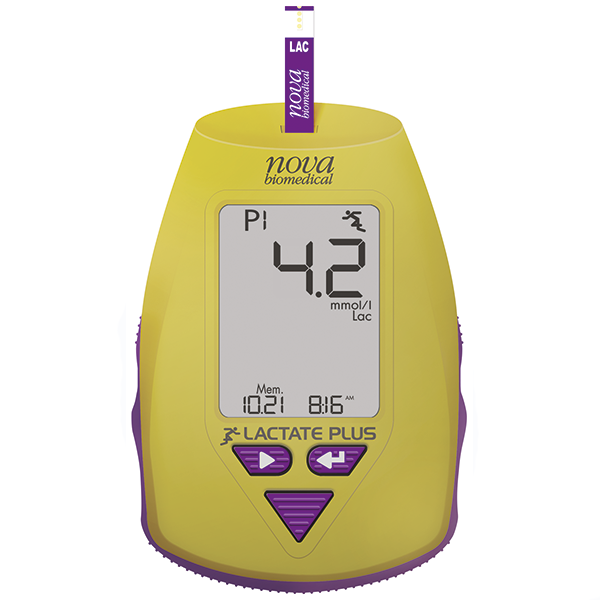 LAC
nova
biomedical
nova
biomedical
P1
4.2
mmol/l
Lac
Mem.
10.21 8:16 AM
LACTATE PLUS